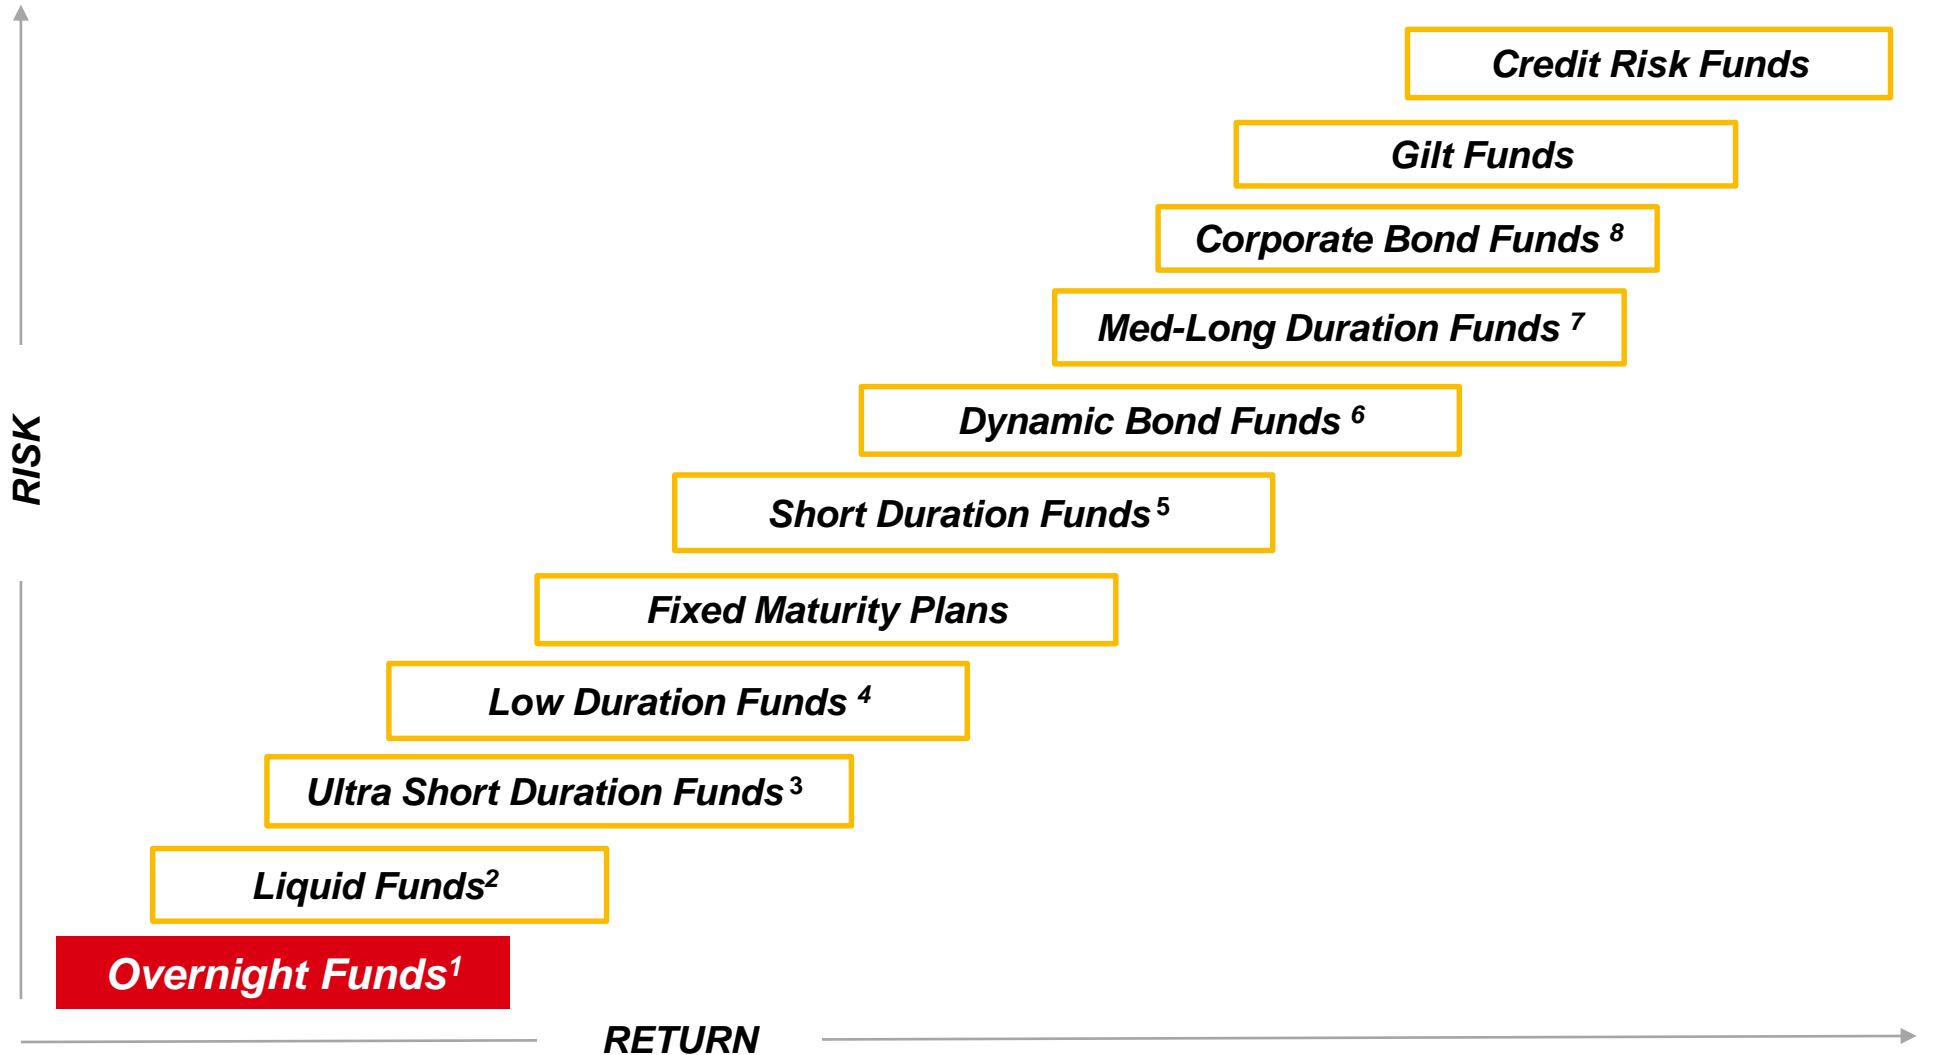 Credit Risk Funds
Gilt Funds
Corporate Bond Funds 8
Med-Long Duration Funds 7
Dynamic Bond Funds 6
RISK
Short Duration Funds 5
Fixed Maturity Plans
Low Duration Funds 4
Ultra Short Duration Funds 3
Liquid Funds2
Overnight Funds1
RETURN